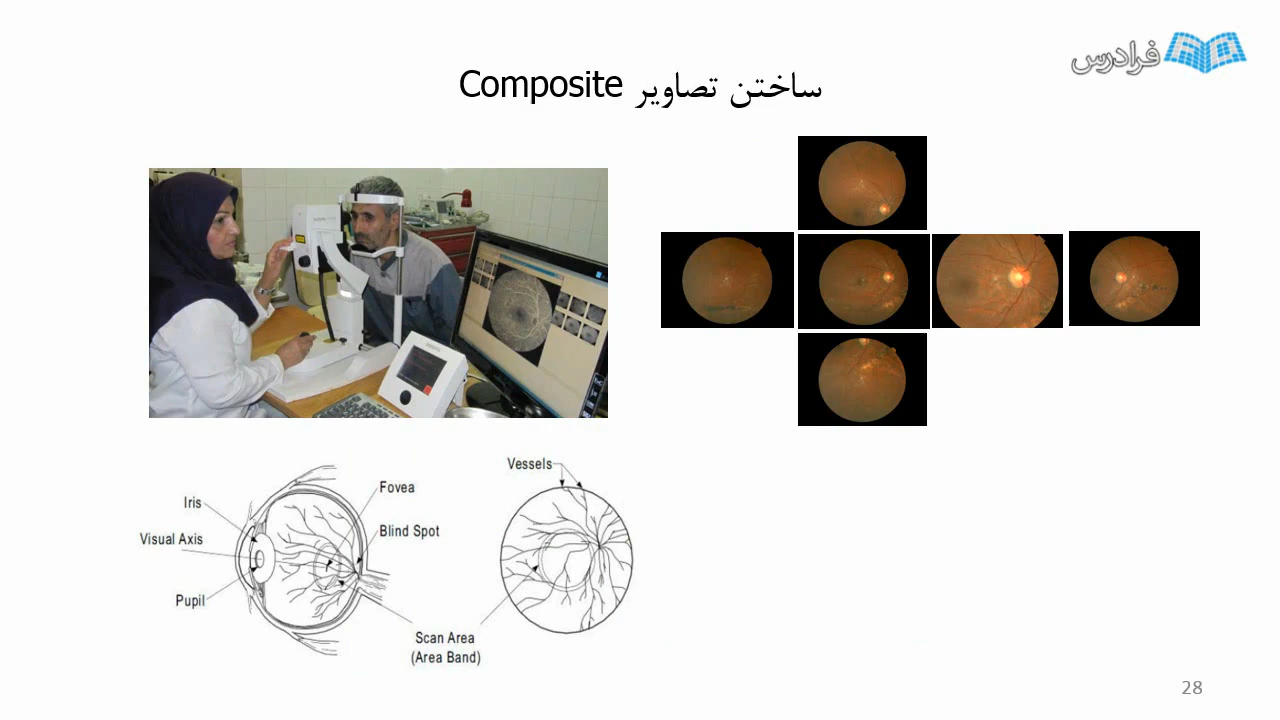 فرادرس
ساختن تصاویر Composite
Vessels
Fovea
Iris
Blind Spot
Visual Axis
Pupil
Scan Area
(Area Band)
28